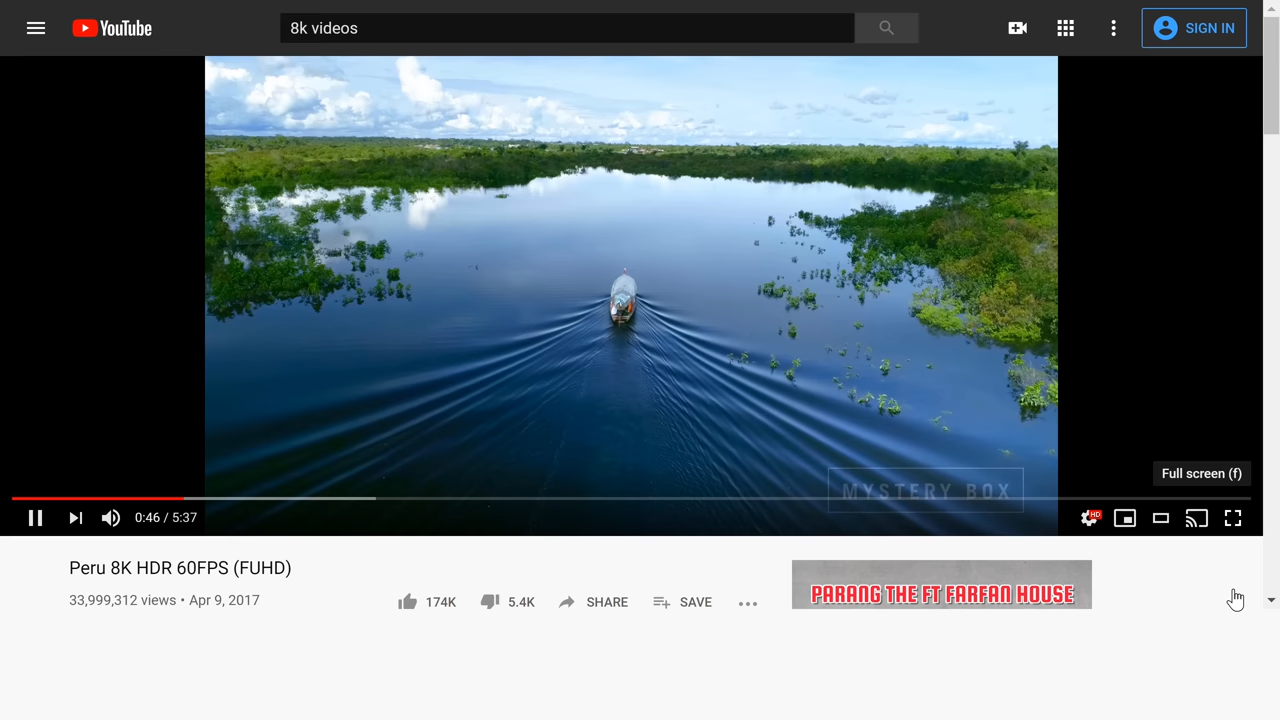 YouTube
8k videos
SIGN IN
Full screen (f)
MYSTERY BOX
0:46 / 5:37
HD
Peru 8K HDR 60FPS (FUHD)
33,999,312 views • Apr 9, 2017
174K
5.4K
SHARE
SAVE
PARANG THE FT FARFAN HOUSE